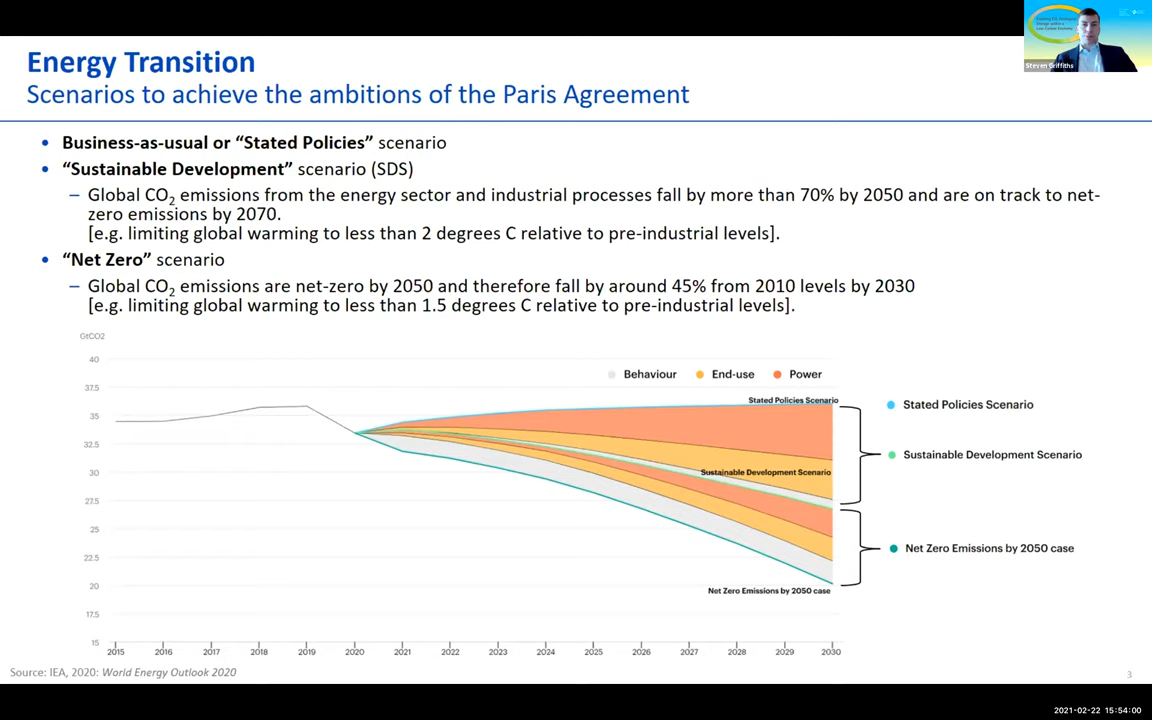 Energy Transition
Scenarios to achieve the ambitions of the Paris Agreement
Steven Griffiths
• Business-as-usual or “Stated Policies” scenario
• “Sustainable Development” scenario (SDS)
– Global CO2 emissions from the energy sector and industrial processes fall by more than 70% by 2050 and are on track to net-
zero emissions by 2070.
[e.g. limiting global warming to less than 2 degrees C relative to pre-industrial levels].
• “Net Zero” scenario
– Global CO2 emissions are net-zero by 2050 and therefore fall by around 45% from 2010 levels by 2030
[e.g. limiting global warming to less than 1.5 degrees C relative to pre-industrial levels].
GtCO2
40
37.5
35
32.5
30
27.5
25
22.5
20
17.5
15
Behaviour End-use Power
Stated Policies Scenario
Sustainable Development Scenario
Net Zero Emissions by 2050 case
Stated Policies Scenario
Sustainable Development Scenario
Net Zero Emissions by 2050 case
2015 2016 2017 2018 2019 2020 2021 2022 2023 2024 2025 2026 2027 2028 2029 2030
Source: IEA, 2020: World Energy Outlook 2020
3
2021-02-22 15:54:00